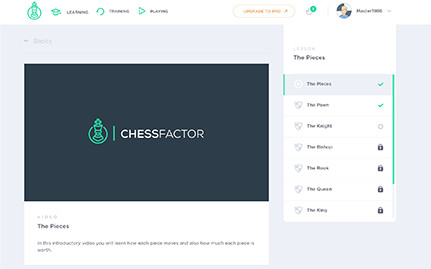 LEARNING TRAINING PLAYING UPGRADE TO PRO Master1986
Basics
CHESSFACTOR
VIDEO
The Pieces
In this introductory video you will learn how each piece moves and also how much each piece is
worth.
LESSON
The Pieces
The Pieces
The Pawn
The Knight
The Bishop
The Rook
The Queen
The King